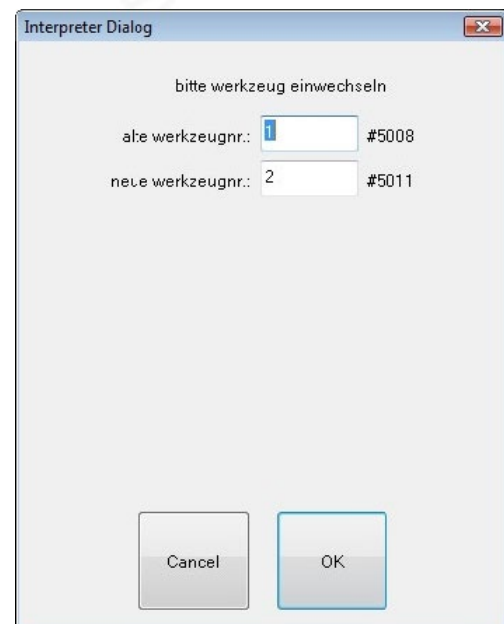 Interpreter Dialog
bitte werkzeug einwechseln
alte werkzeugnr.: 1 #5008
neue werkzeugnr.: 2 #5011
Cancel OK